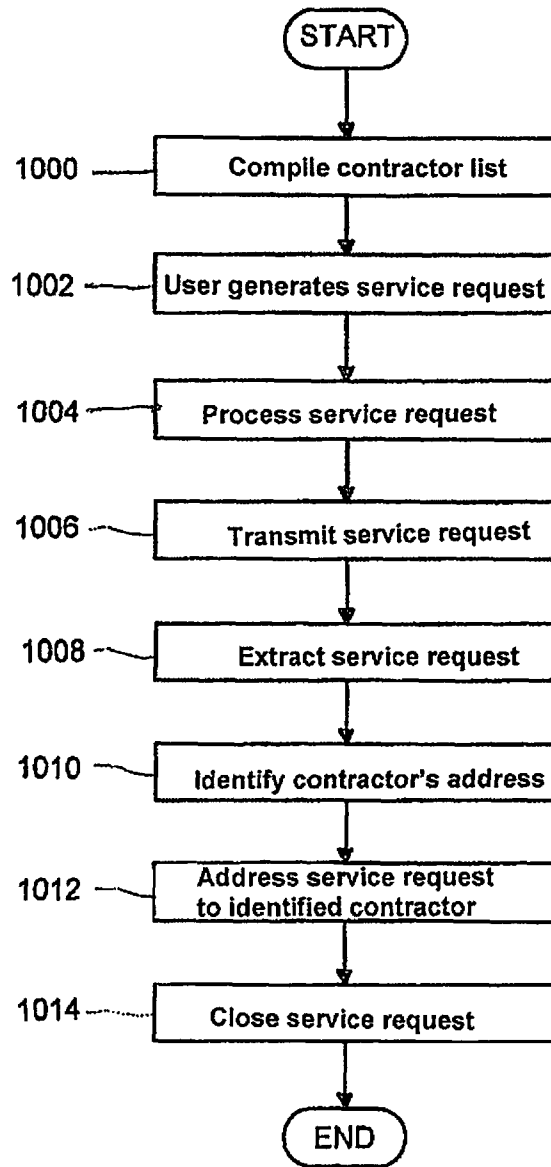 START
1000 Compile contractor list
1002 User generates service request
1004 Process service request
1006 Transmit service request
1008 Extract service request
1010 Identify contractor's address
1012 Address service request
to identified contractor
1014 Close service request
END